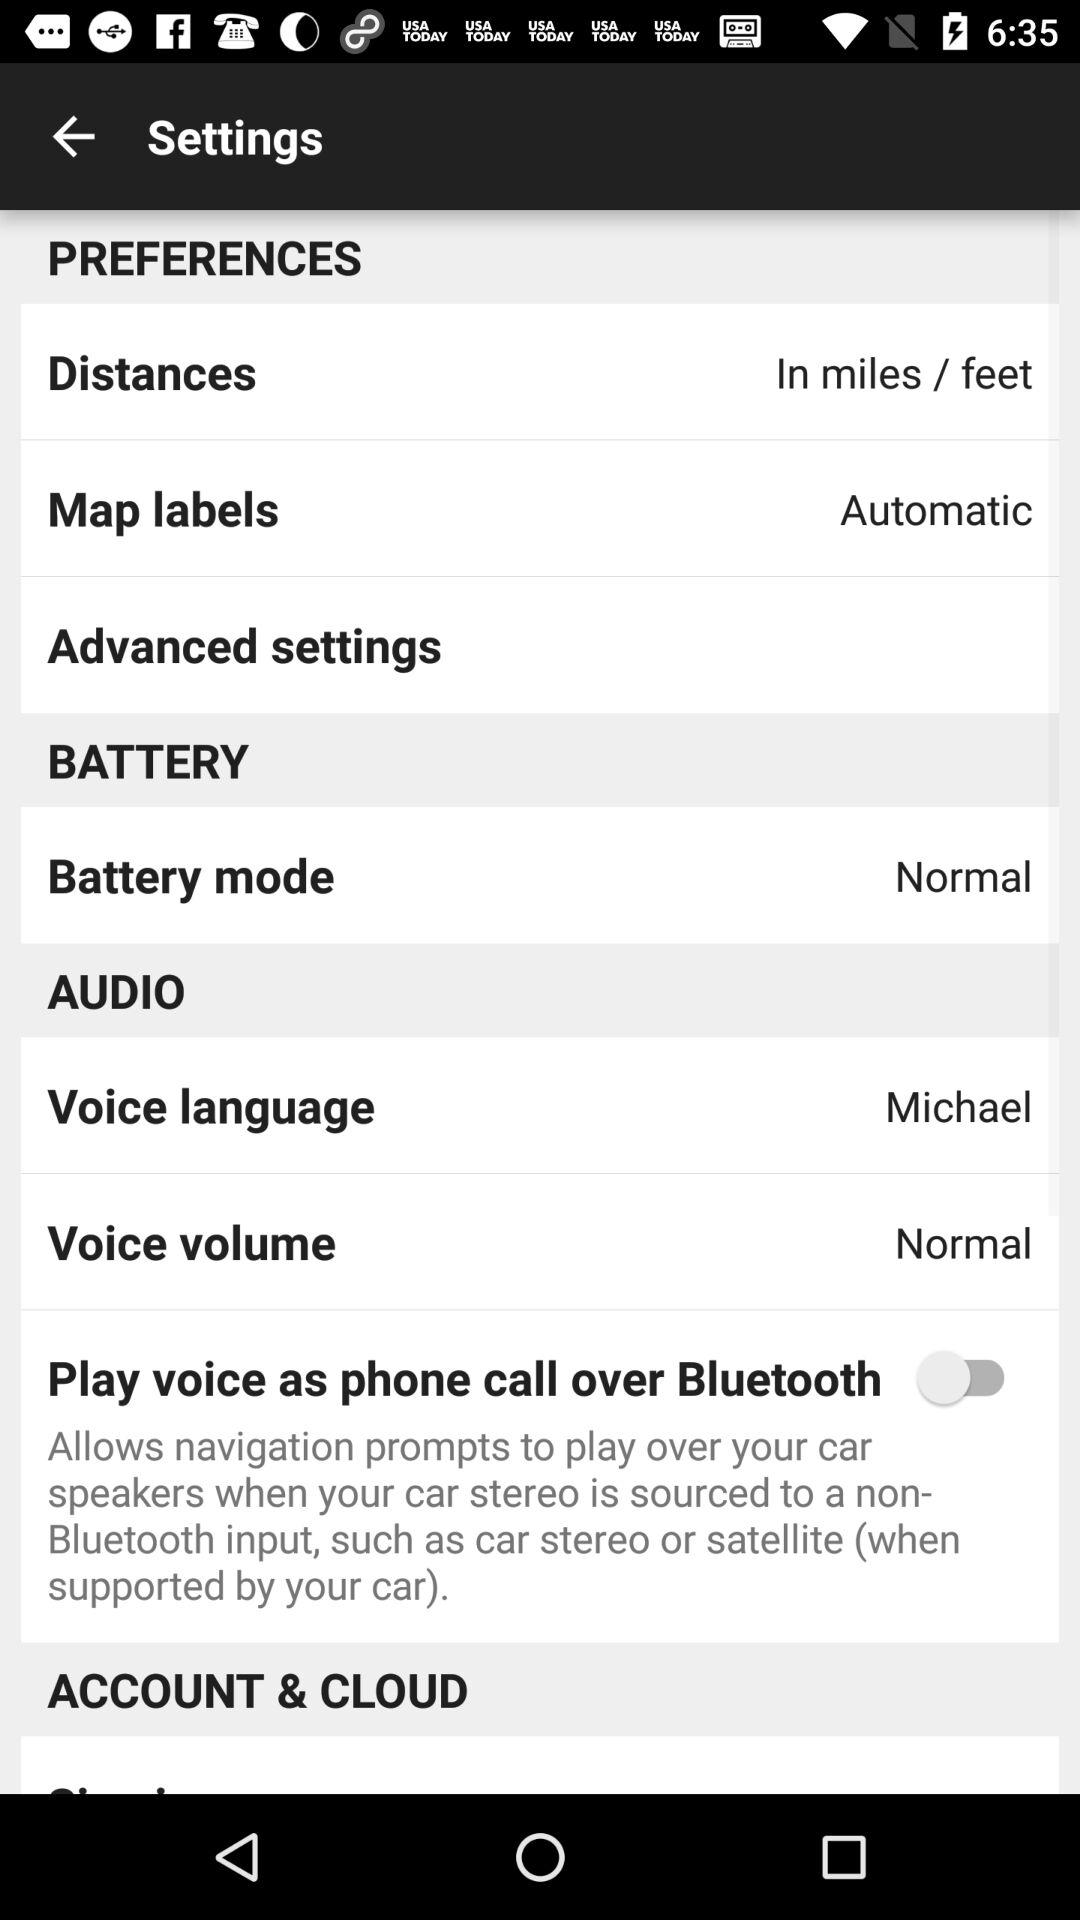 USA TODAY USA TODAY USA TODAY USA TODAY USA TODAY 6:35
Settings
PREFERENCES
Distances In miles / feet
Map labels Automatic
Advanced settings
BATTERY
Battery mode Normal
AUDIO
Voice language Michael
Voice volume Normal
Play voice as phone call over Bluetooth
Allows navigation prompts to play over your car
speakers when your car stereo is sourced to a non-
Bluetooth input, such as car stereo or satellite (when
supported by your car).
ACCOUNT & CLOUD